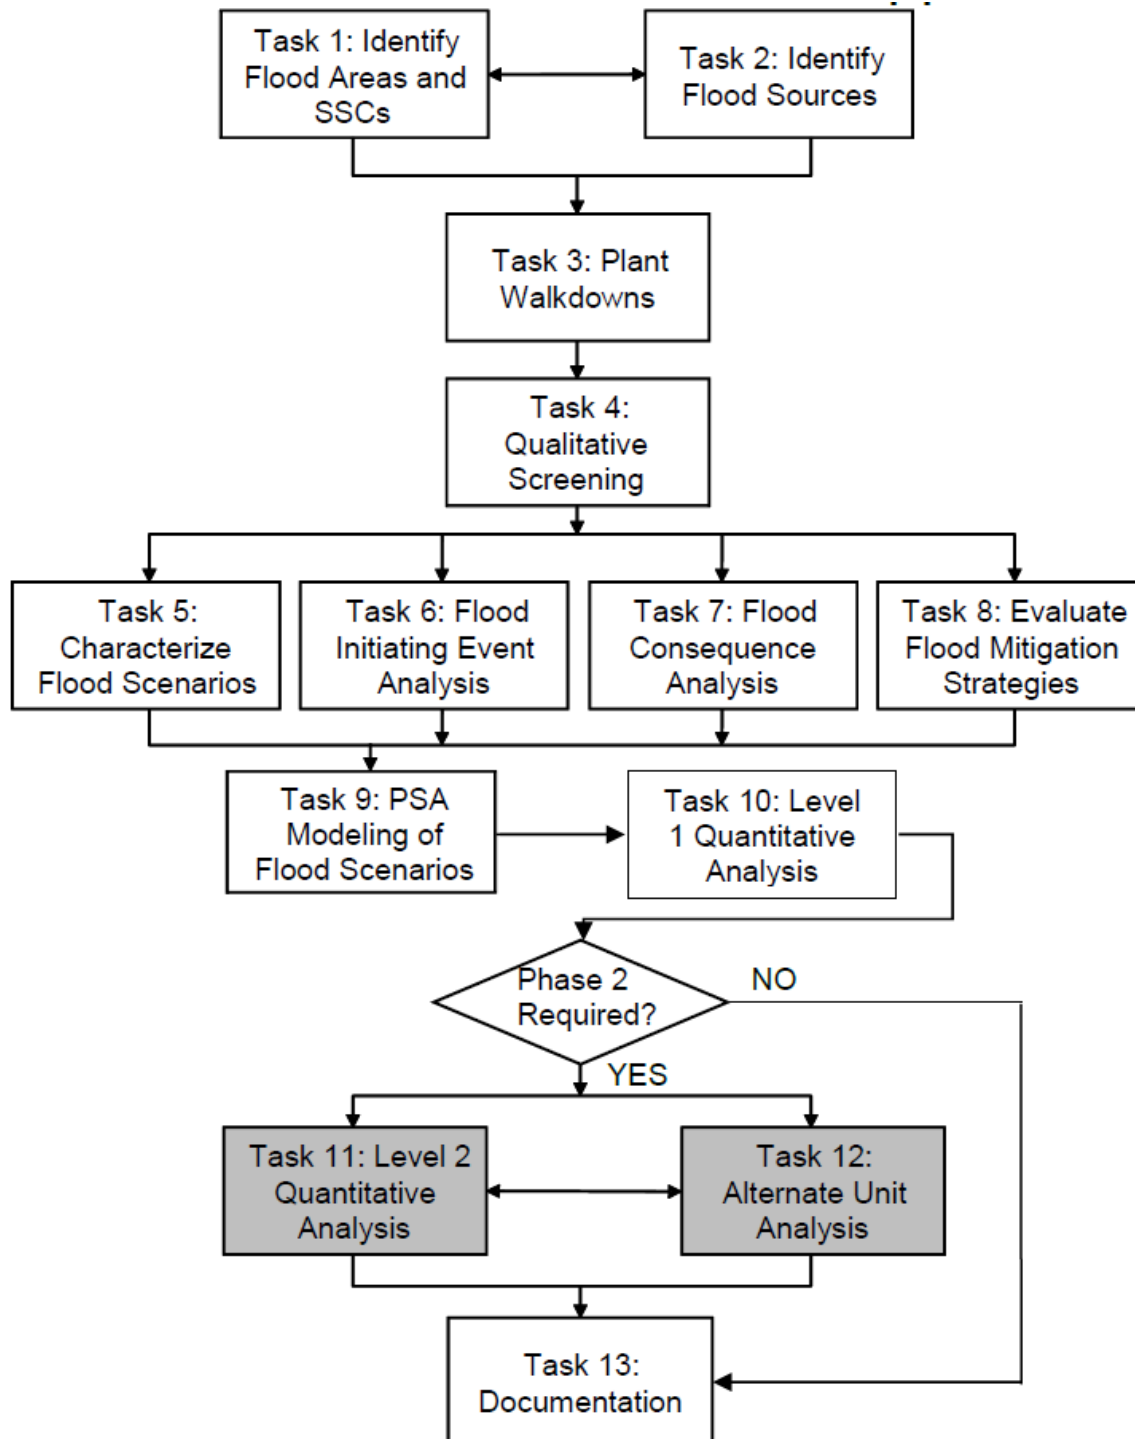 Task 1: Identify
Flood Areas and
SSCs
Task 2: Identify
Flood Sources
Task 3: Plant
Walkdowns
Task 4:
Qualitative
Screening
Task 5:
Characterize
Flood Scenarios
Task 6: Flood
Initiating Event
Analysis
Task 7: Flood
Consequence
Analysis
Task 8: Evaluate
Flood Mitigation
Strategies
Task 9: PSA
Modeling of
Flood Scenarios
Task 10: Level
1 Quantitative
Analysis
Phase 2
Required?
NO
YES
Task 11: Level 2
Quantitative
Analysis
Task 12:
Alternate Unit
Analysis
Task 13:
Documentation